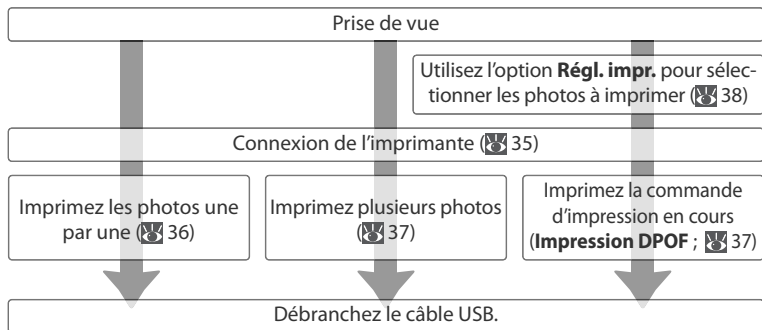 Prise de vue
Utilisez l'option Régl. impr. pour sélec-
tionner les photos à imprimer ( 38)
Connexion de l'imprimante ( 35)
Imprimez les photos une
par une ( 36)
Imprimez plusieurs photos
( 37)
Imprimez la commande
d'impression en cours
(Impression DPOF ; 37)
Débranchez le câble USB.